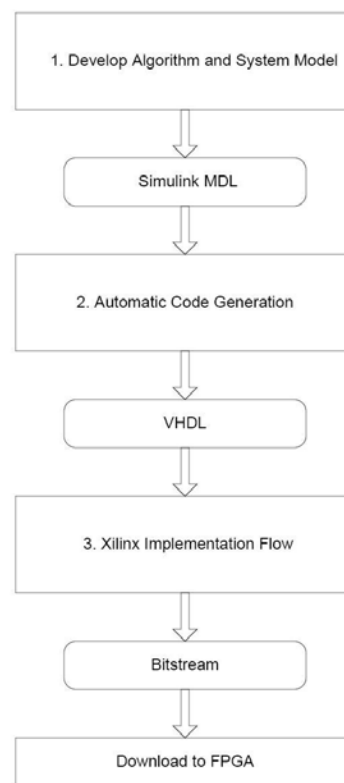 1. Develop Algorithm and System Model
Simulink MDL
2. Automatic Code Generation
VHDL
3. Xilinx Implementation Flow
Bitstream
Download to FPGA